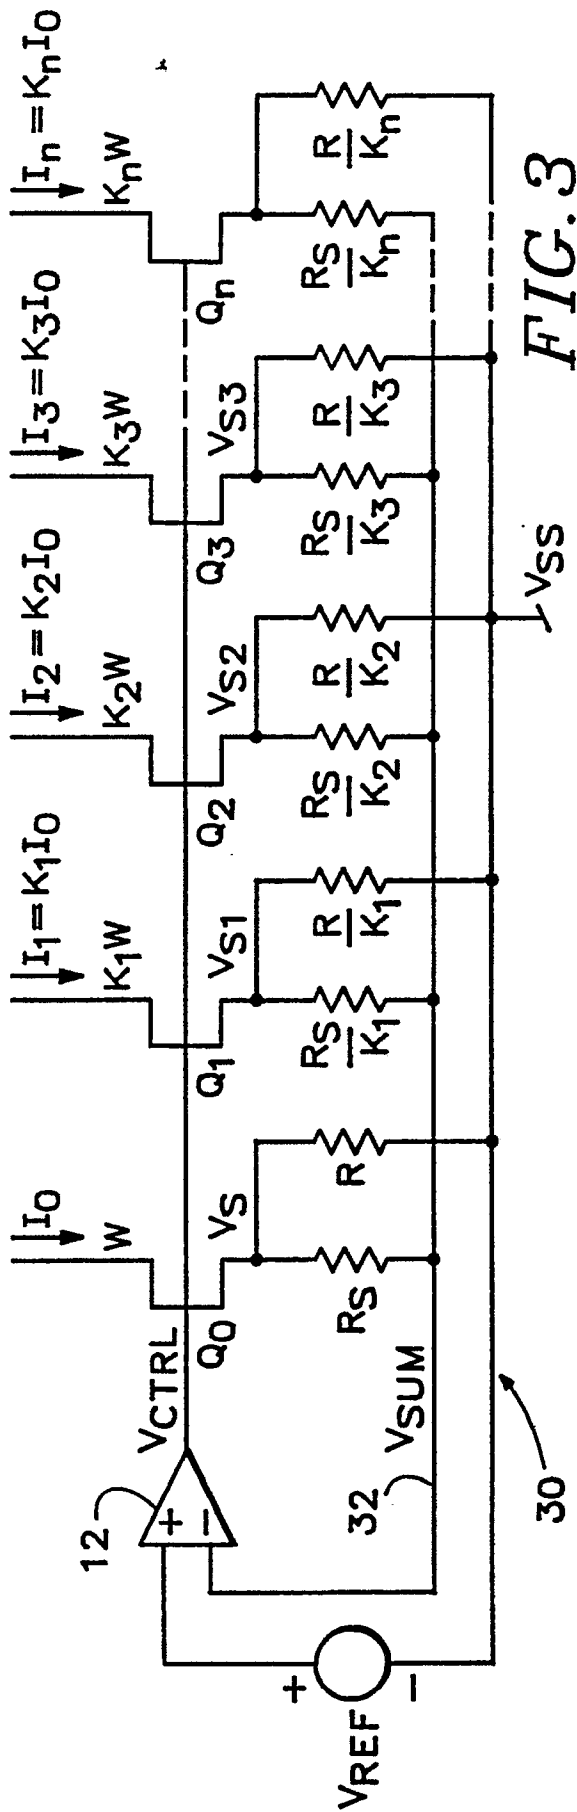 I0
I1=K1I0
I2=K2I0
I3=K3I0
In=KnI0
W
K1W
K2W
K3W
KnW
12
+
−
VCTRL
Q0
Q1
Q2
Q3
Qn
VS
VS1
VS2
VS3
RS
R
RS/K1
R/K1
RS/K2
R/K2
RS/K3
R/K3
RS/Kn
R/Kn
+
VREF
−
32
VSUM
30
VSS
FIG. 3